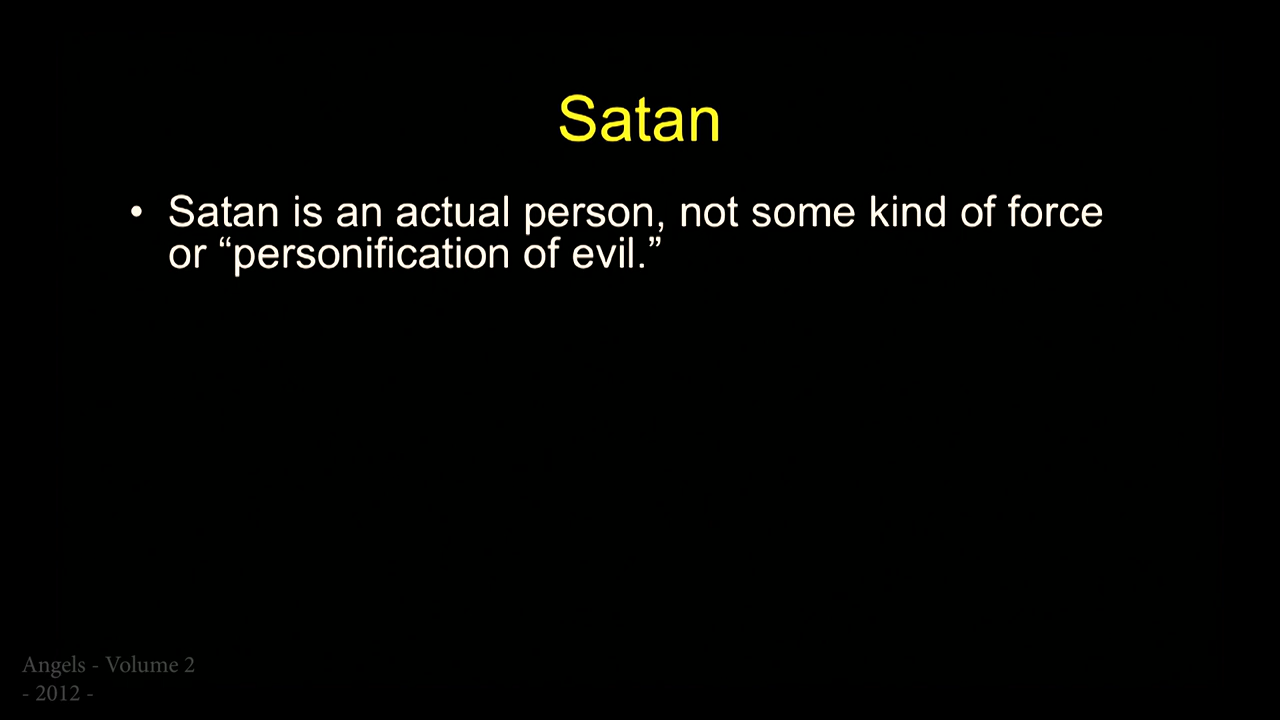 Satan
• Satan is an actual person, not some kind of force
or “personification of evil.”
Angels - Volume 2
- 2012 -